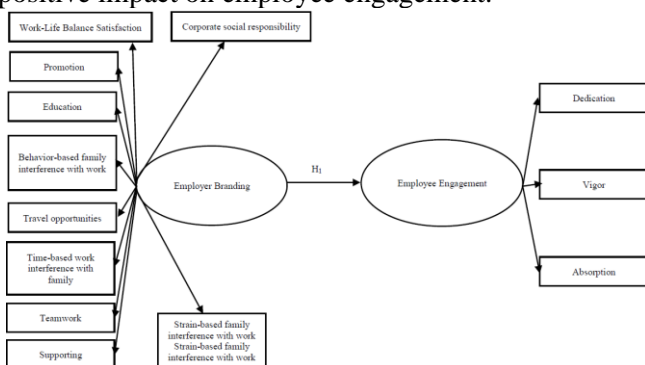 positive impact on employee engagement.
Work-Life Balance Satisfaction
Corporate social responsibility
Promotion
Education
Behavior-based family
interference with work
Travel opportunities
Time-based work
interference with
family
Teamwork
Supporting
Strain-based family
interference with work
Strain-based family
interference with work
Employer Branding
H1
Employee Engagement
Dedication
Vigor
Absorption